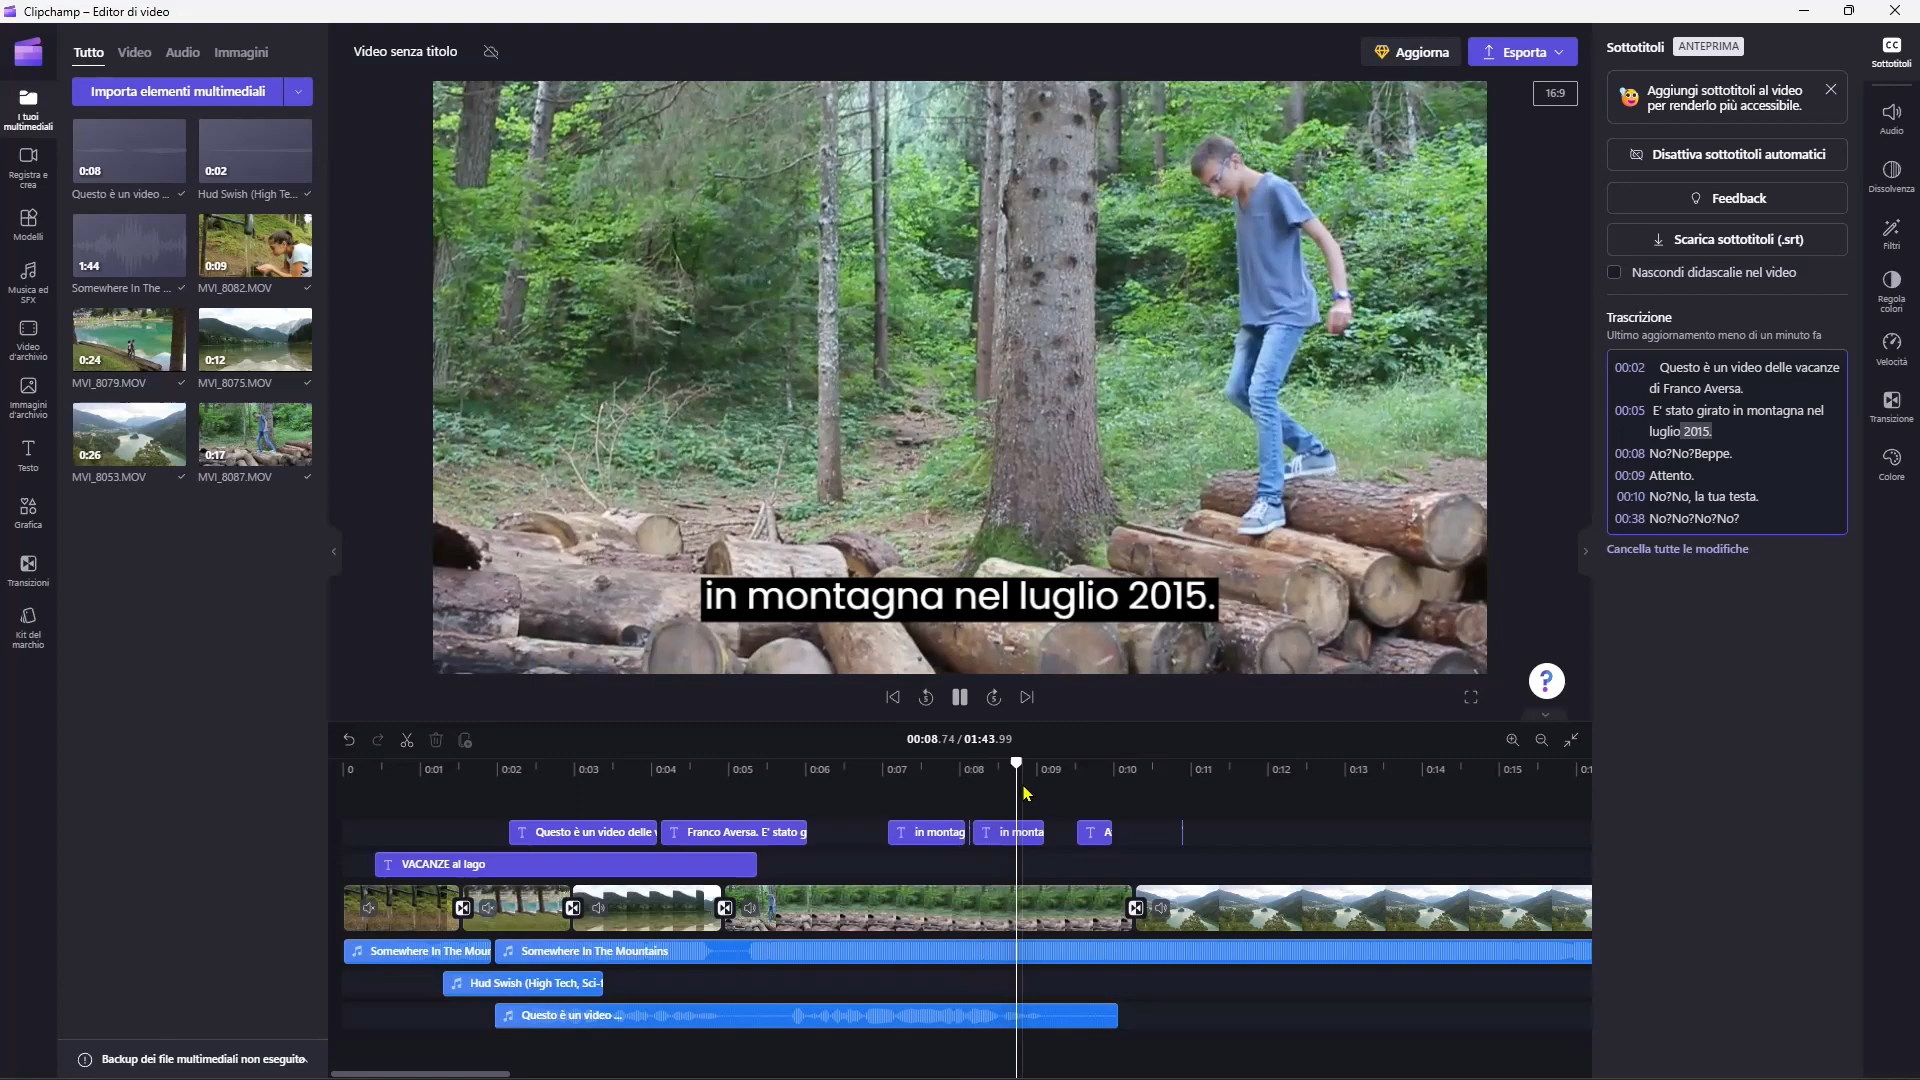 Clipchamp – Editor di video
Tutto Video Audio Immagini
Importa elementi multimediali
I tuoi
multimediali
Registra e
crea
Modelli
Musica ed
SFX
Video
d'archivio
Immagini
d'archivio
Testo
Grafica
Transizioni
Kit del
marchio
0:08
Questo è un video ...
0:02
Hud Swish (High Te...
1:44
Somewhere In The ...
0:09
MVI_8082.MOV
0:24
MVI_8079.MOV
0:12
MVI_8075.MOV
0:26
MVI_8053.MOV
0:17
MVI_8087.MOV
Backup dei file multimediali non eseguito
Video senza titolo
Aggiorna
Esporta
16:9
in montagna nel luglio 2015.
?
00:08.74 / 01:43.99
0 0:01 0:02 0:03 0:04 0:05 0:06 0:07 0:08 0:09 0:10 0:11 0:12 0:13 0:14 0:15 0:1
T Questo è un video delle v
T Franco Aversa. E' stato g
T in montag
T in monta
T A
T VACANZE al lago
Somewhere In The Mour
Somewhere In The Mountains
Hud Swish (High Tech, Sci-f
Questo è un video ...
Sottotitoli ANTEPRIMA
Aggiungi sottotitoli al video
per renderlo più accessibile.
Disattiva sottotitoli automatici
Feedback
Scarica sottotitoli (.srt)
Nascondi didascalie nel video
Trascrizione
Ultimo aggiornamento meno di un minuto fa
00:02 Questo è un video delle vacanze
di Franco Aversa.
00:05 E' stato girato in montagna nel
luglio 2015.
00:08 No?No?Beppe.
00:09 Attento.
00:10 No?No, la tua testa.
00:38 No?No?No?No?
Cancella tutte le modifiche
CC
Sottotitoli
Audio
Dissolvenza
Filtri
Regola
colori
Velocità
Transizione
Colore